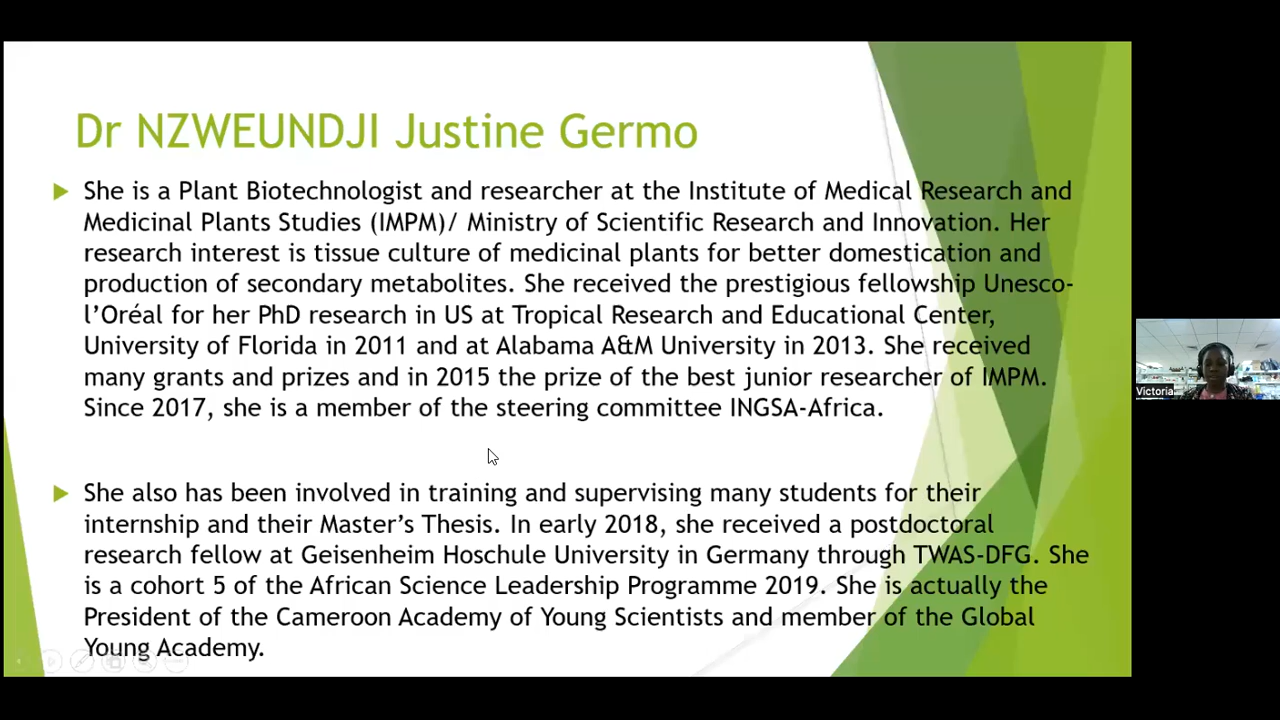 Dr NZWEUNDJI Justine Germo
She is a Plant Biotechnologist and researcher at the Institute of Medical Research and
Medicinal Plants Studies (IMPM)/ Ministry of Scientific Research and Innovation. Her
research interest is tissue culture of medicinal plants for better domestication and
production of secondary metabolites. She received the prestigious fellowship Unesco-
l'Oréal for her PhD research in US at Tropical Research and Educational Center,
University of Florida in 2011 and at Alabama A&M University in 2013. She received
many grants and prizes and in 2015 the prize of the best junior researcher of IMPM.
Since 2017, she is a member of the steering committee INGSA-Africa.
She also has been involved in training and supervising many students for their
internship and their Master's Thesis. In early 2018, she received a postdoctoral
research fellow at Geisenheim Hoschule University in Germany through TWAS-DFG. She
is a cohort 5 of the African Science Leadership Programme 2019. She is actually the
President of the Cameroon Academy of Young Scientists and member of the Global
Young Academy.
Victoria